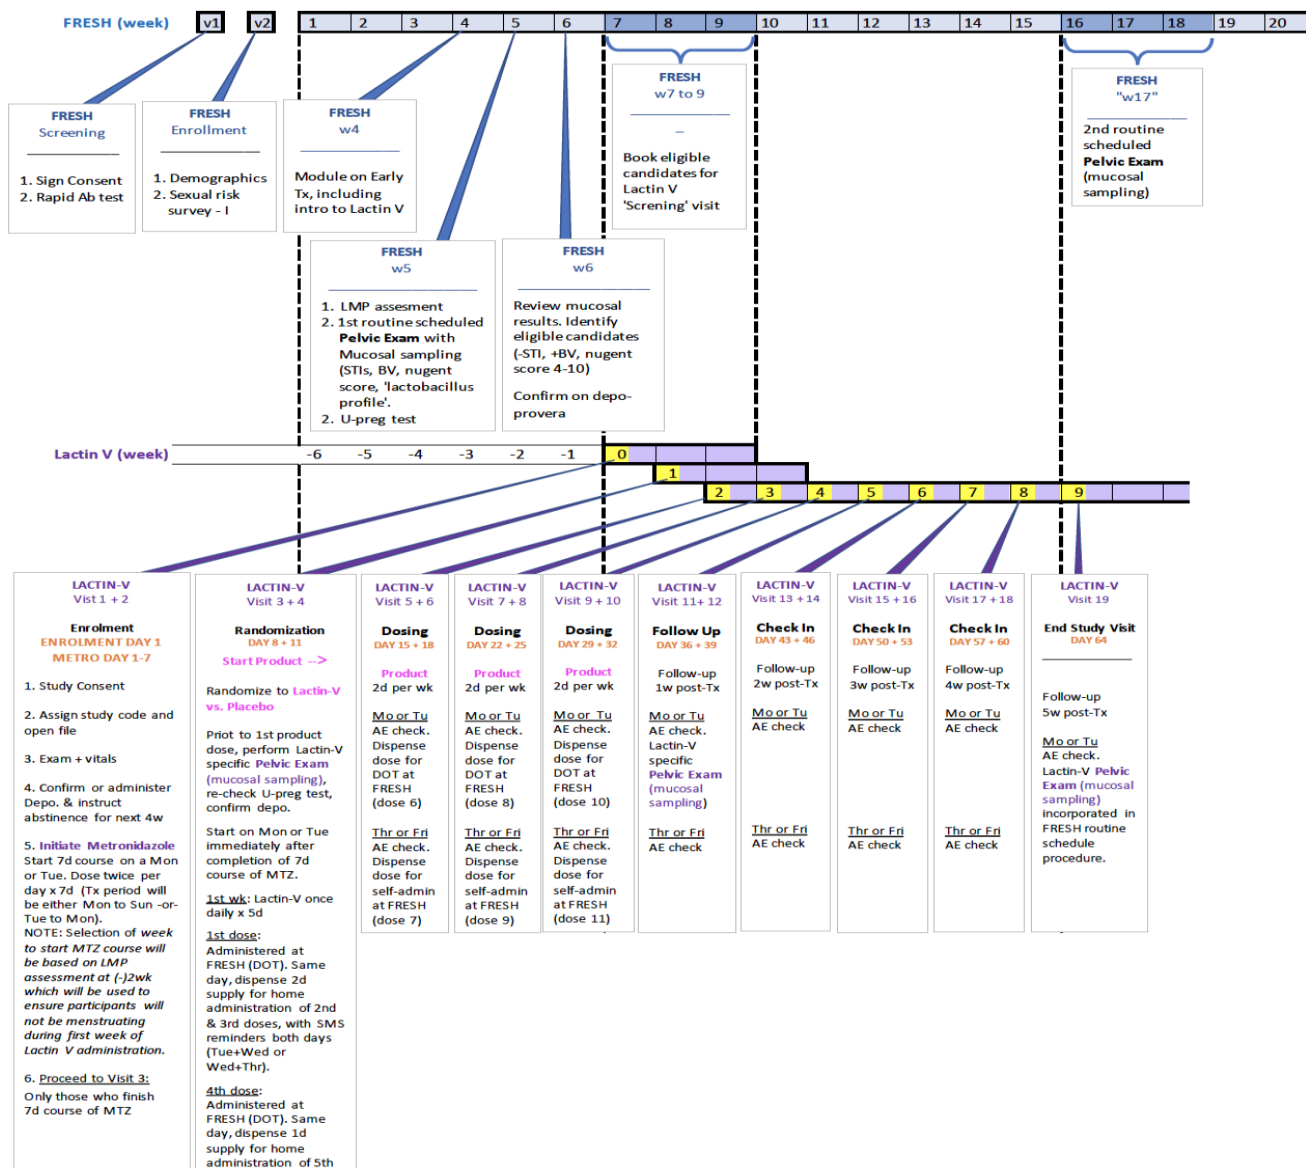 FRESH (week) v1 v2 1 2 3 4 5 6 7 8 9 10 11 12 13 14 15 16 17 18 19 20
FRESH
Screening
1. Sign Consent
2. Rapid Ab test
FRESH
Enrollment
1. Demographics
2. Sexual risk
survey - I
FRESH
w4
Module on Early
Tx, including
intro to Lactin V
FRESH
w7 to 9
Book eligible
candidates for
Lactin V
'Screning' visit
FRESH
"w17"
2nd routine
scheduled
Pelvic Exam
(mucosal
sampling)
FRESH
w5
1. LMP assesment
2. 1st routine scheduled
Pelvic Exam with
Mucosal sampling
(STIs, BV, nugent
score, 'lactobacillus
profile'.
2. U-preg test
FRESH
w6
Review mucosal
results. Identify
eligible candidates
(-STI, +BV, nugent
score 4-10)
Confirm on depo-
provera
Lactin V (week) -6 -5 -4 -3 -2 -1 0
1
2 3 4 5 6 7 8 9
LACTIN-V
Vist 1 + 2
Enrolment
ENROLMENT DAY 1
METRO DAY 1-7
1. Study Consent
2. Assign study code and
open file
3. Exam + vitals
4. Confirm or administer
Depo. & instruct
abstinence for next 4w
5. Initiate Metronidazole
Start 7d course on a Mon
or Tue. Dose twice per
day x 7d (Tx period will
be either Mon to Sun -or-
Tue to Mon).
NOTE: Selection of week
to start MTZ course will
be based on LMP
assessment at (-)2wk
which will be used to
ensure participants will
not be menstruating
during first week of
Lactin V administration.
6. Proceed to Visit 3:
Only those who finish
7d course of MTZ
LACTIN-V
Visit 3 + 4
Randomization
DAY 8 + 11
Start Product -->
Randomize to Lactin-V
vs. Placebo
Priot to 1st product
dose, perform Lactin-V
specific Pelvic Exam
(mucosal sampling),
re-check U-preg test,
confirm depo.
Start on Mon or Tue
immediately after
completion of 7d
course of MTZ.
1st wk: Lactin-V once
daily x 5d
1st dose:
Administered at
FRESH (DOT). Same
day, dispense 2d
supply for home
administration of 2nd
& 3rd doses, with SMS
reminders both days
(Tue+Wed or
Wed+Thr).
4th dose:
Administered at
FRESH (DOT). Same
day, dispense 1d
supply for home
administration of 5th
LACTIN-V
Visit 5 + 6
Dosing
DAY 15 + 18
Product
2d per wk
Mo or Tu
AE check.
Dispense
dose for
DOT at
FRESH
(dose 6)
Thr or Fri
AE check.
Dispense
dose for
self-admin
at FRESH
(dose 7)
LACTIN-V
Visit 7 + 8
Dosing
DAY 22 + 25
Product
2d per wk
Mo or Tu
AE check.
Dispense
dose for
DOT at
FRESH
(dose 8)
Thr or Fri
AE check.
Dispense
dose for
self-admin
at FRESH
(dose 9)
LACTIN-V
Visit 9 + 10
Dosing
DAY 29 + 32
Product
2d per wk
Mo or Tu
AE check.
Dispense
dose for
DOT at
FRESH
(dose 10)
Thr or Fri
AE check.
Dispense
dose for
self-admin
at FRESH
(dose 11)
LACTIN-V
Visit 11+ 12
Follow Up
DAY 36 + 39
Follow-up
1w post-Tx
Mo or Tu
AE check.
Lactin-V
specific
Pelvic Exam
(mucosal
sampling)
Thr or Fri
AE check
LACTIN-V
Visit 13 + 14
Check In
DAY 43 + 46
Follow-up
2w post-Tx
Mo or Tu
AE check
Thr or Fri
AE check
LACTIN-V
Visit 15 + 16
Check In
DAY 50 + 53
Follow-up
3w post-Tx
Mo or Tu
AE check
Thr or Fri
AE check
LACTIN-V
Visit 17 + 18
Check In
DAY 57 + 60
Follow-up
4w post-Tx
Mo or Tu
AE check
Thr or Fri
AE check
LACTIN-V
Visit 19
End Study Visit
DAY 64
Follow-up
5w post-Tx
Mo or Tu
AE check.
Lactin-V Pelvic
Exam (mucosal
sampling)
incorporated in
FRESH routine
schedule
procedure.